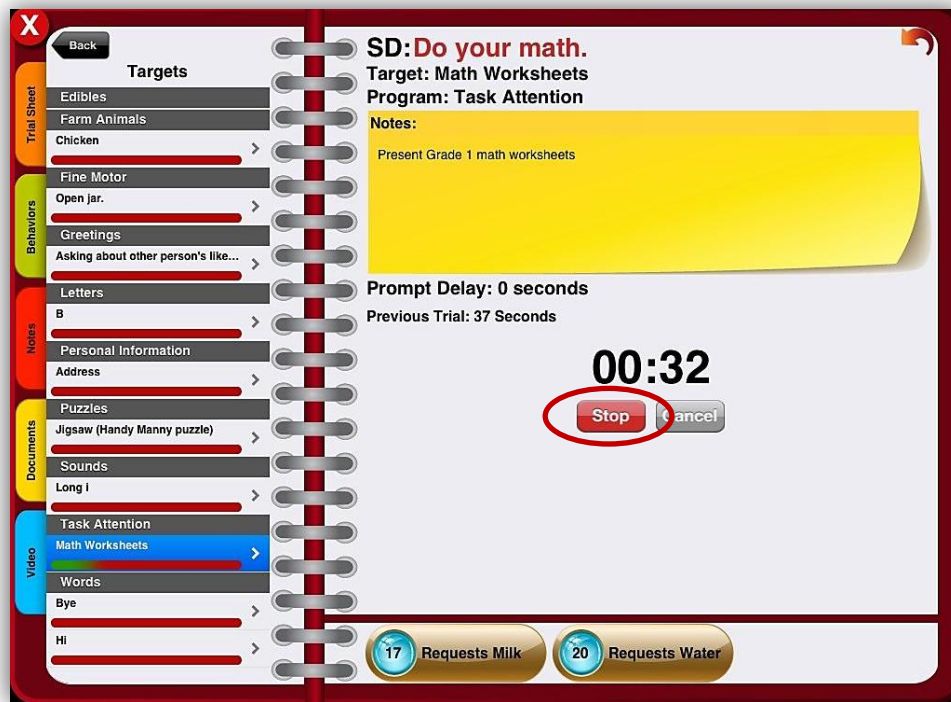 X
Back
Targets
Edibles
Farm Animals
Chicken
Fine Motor
Open jar.
Greetings
Asking about other person's like...
Letters
B
Personal Information
Address
Puzzles
Jigsaw (Handy Manny puzzle)
Sounds
Long i
Task Attention
Math Worksheets
Words
Bye
Hi
Trial Sheet
Behaviors
Notes
Documents
Video
SD:Do your math.
Target: Math Worksheets
Program: Task Attention
Notes:
Present Grade 1 math worksheets
Prompt Delay: 0 seconds
Previous Trial: 37 Seconds
00:32
Stop Cancel
17 Requests Milk 20 Requests Water